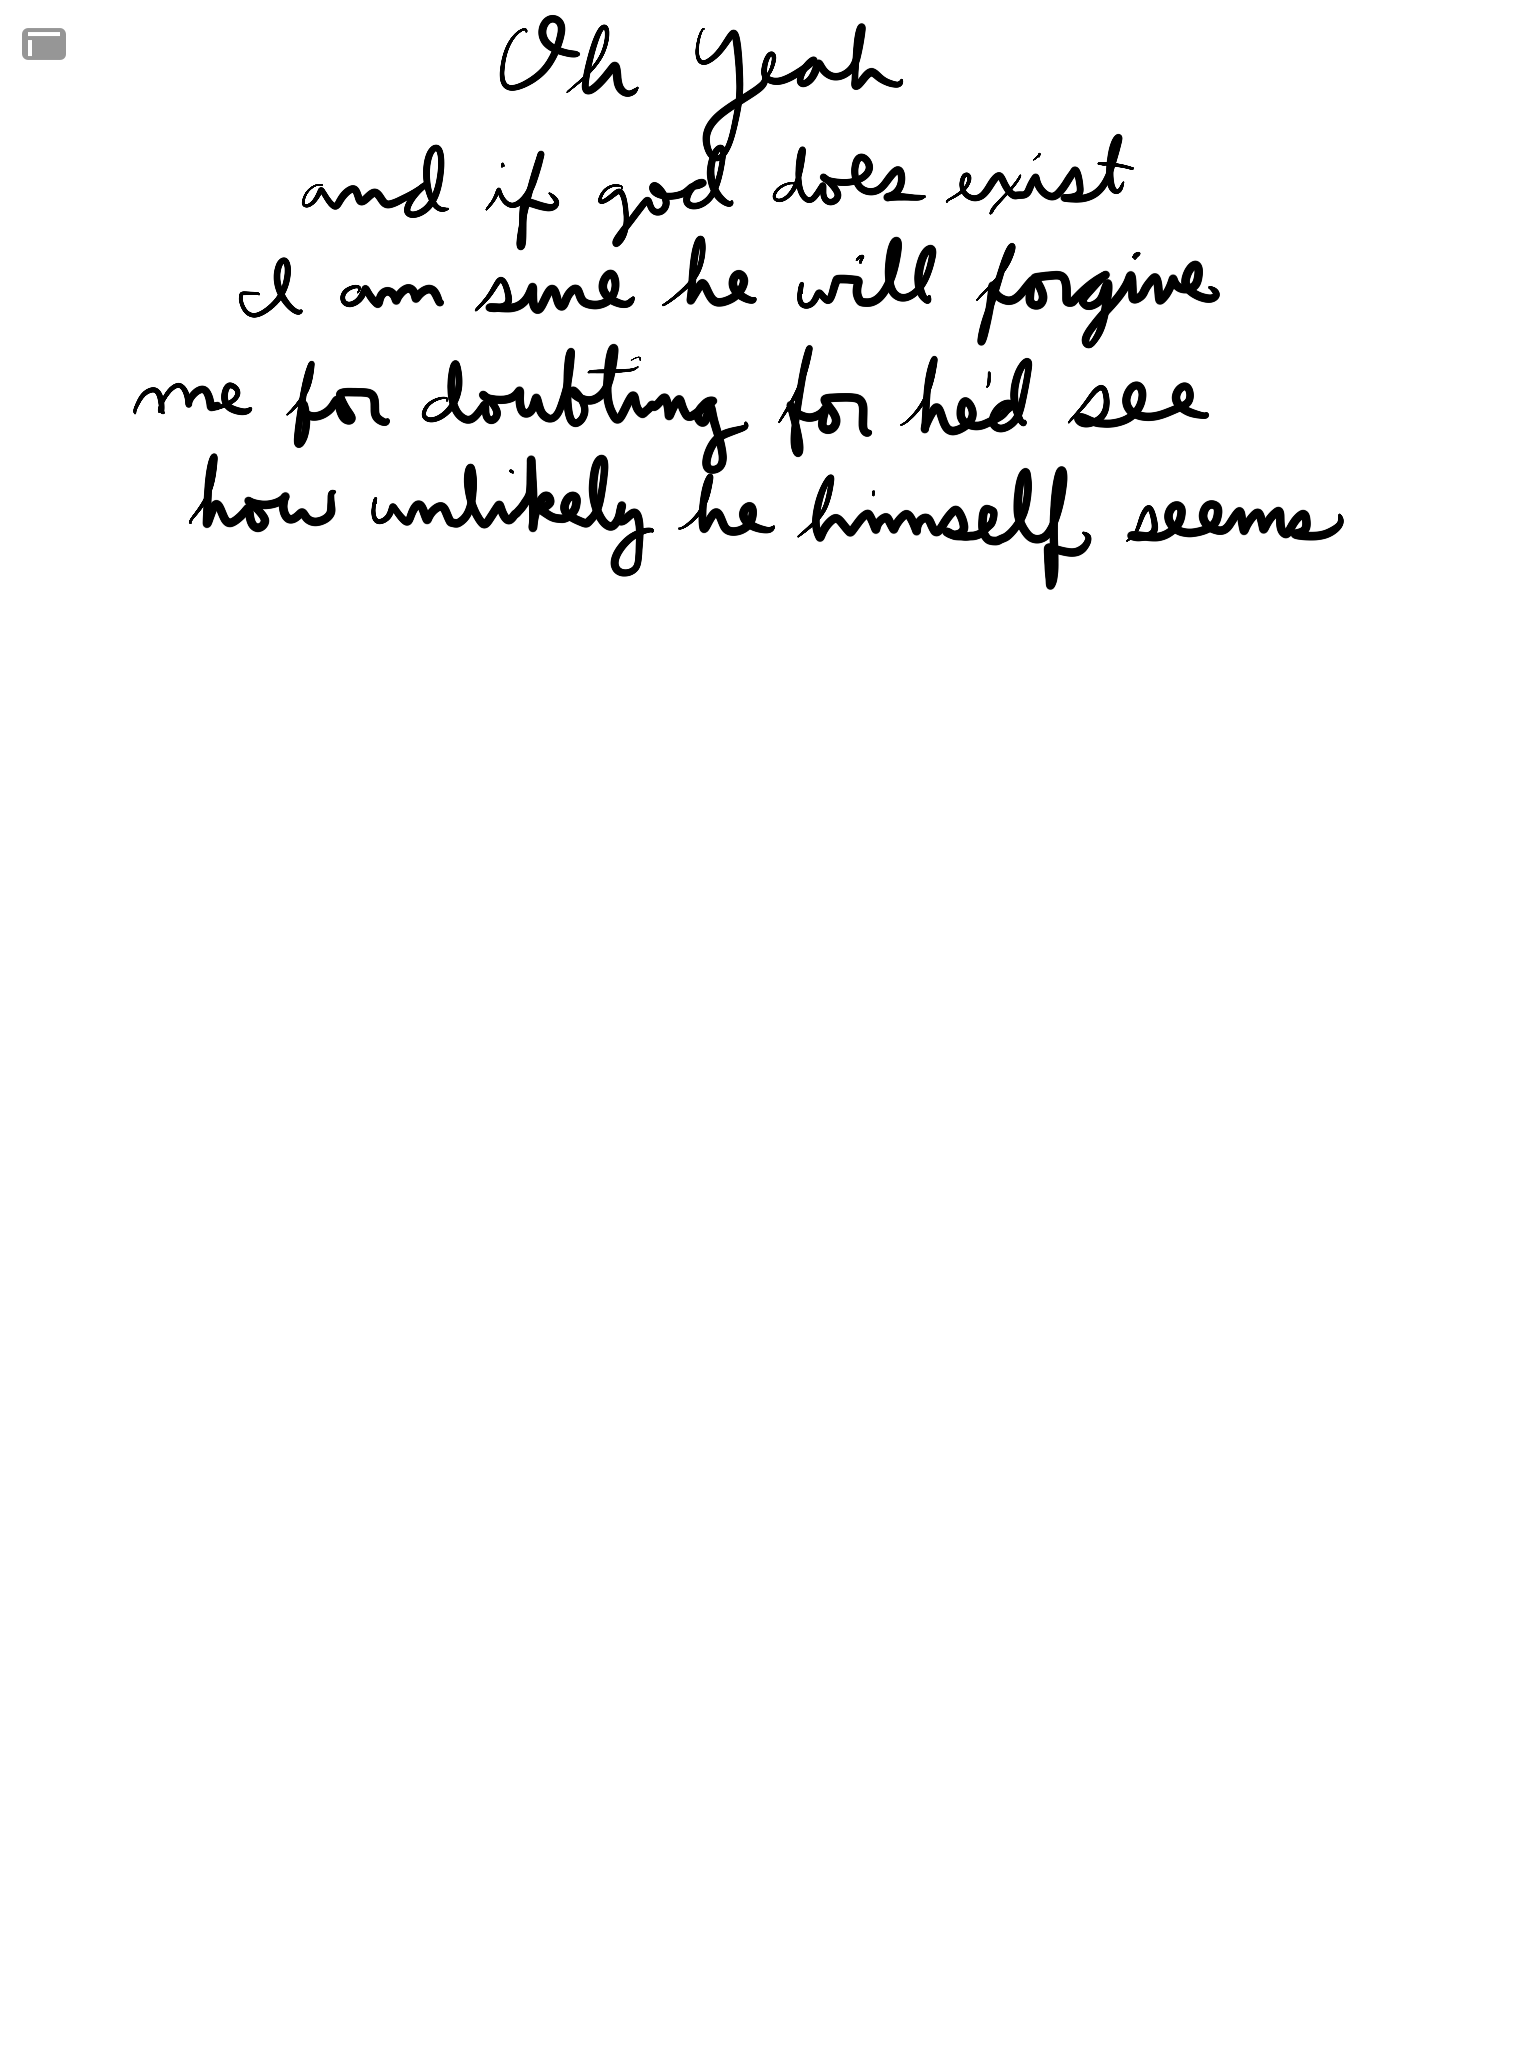 Oh Yeah
and if god does exist
I am sure he will forgive
me for doubting for he'd see
how unlikely he himself seems